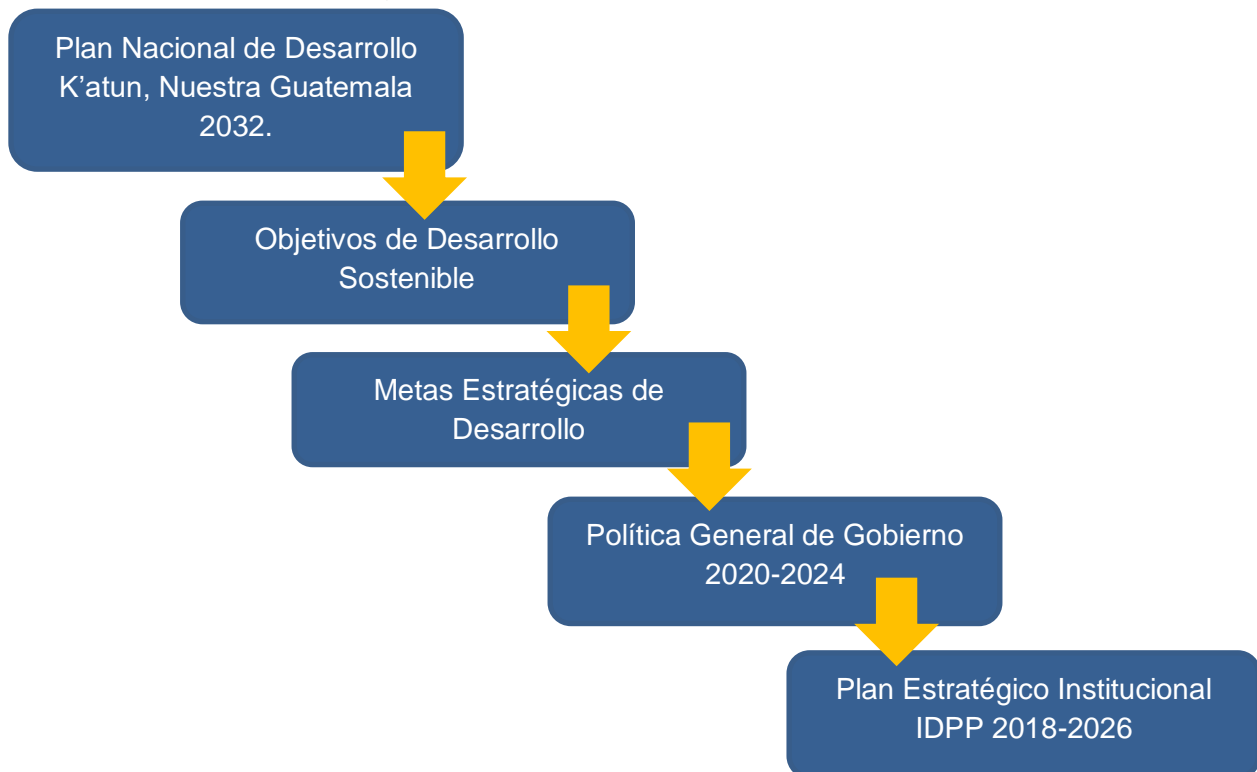 Plan Nacional de Desarrollo
K’atun, Nuestra Guatemala
2032.
Objetivos de Desarrollo
Sostenible
Metas Estratégicas de
Desarrollo
Política General de Gobierno
2020-2024
Plan Estratégico Institucional
IDPP 2018-2026